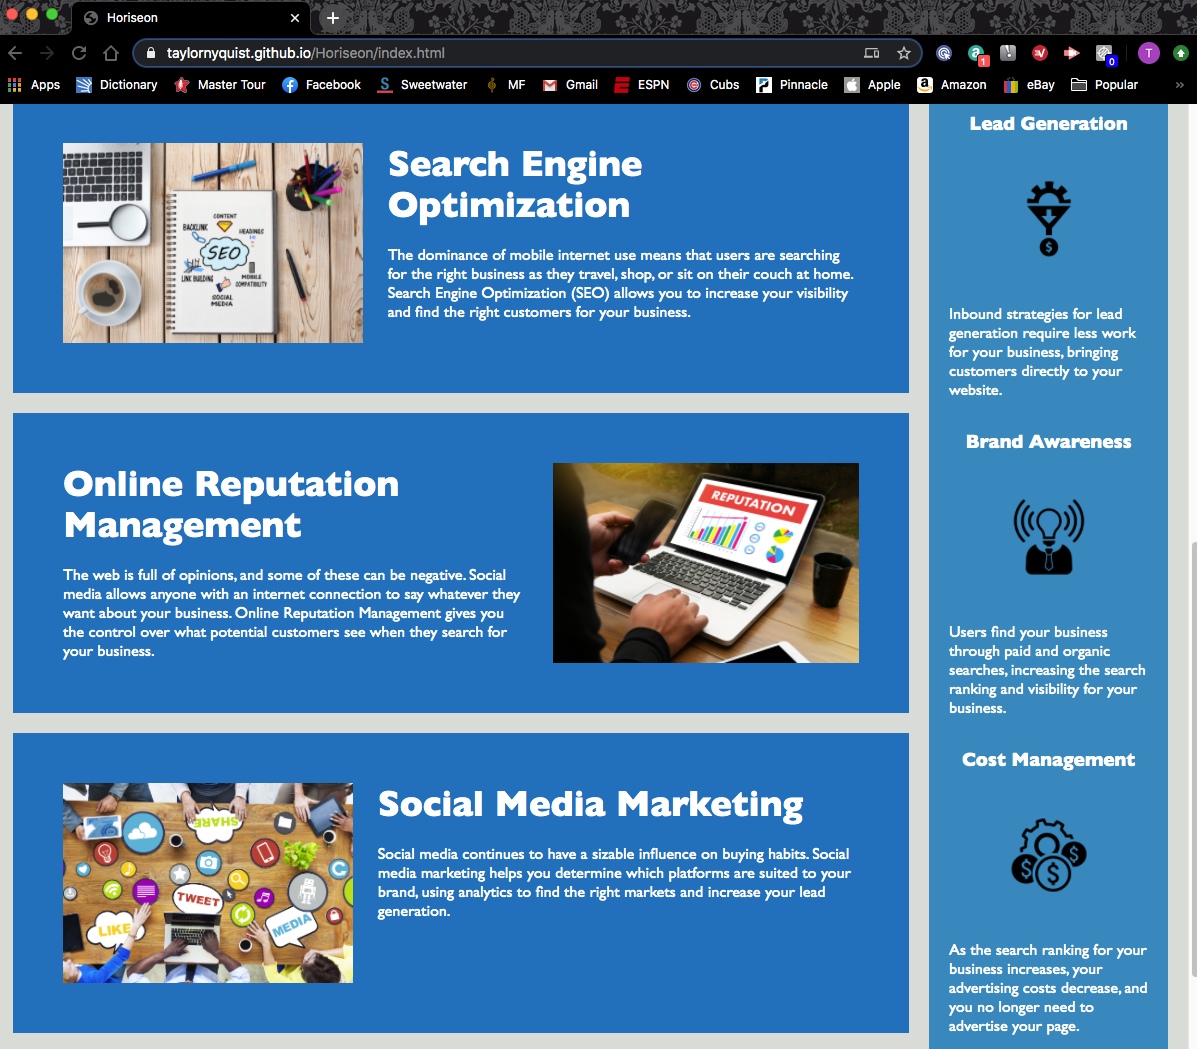 Horiseon
taylornyquist.github.io/Horiseon/index.html
1
0
T
Apps Dictionary Master Tour Facebook Sweetwater MF Gmail ESPN Cubs Pinnacle Apple Amazon eBay Popular »
CONTENT
BACKLINK
HEADINGS
SEO
LINK BUILDING
MOBILE
COMPATIBILITY
SOCIAL
MEDIA
Search Engine
Optimization
The dominance of mobile internet use means that users are searching
for the right business as they travel, shop, or sit on their couch at home.
Search Engine Optimization (SEO) allows you to increase your visibility
and find the right customers for your business.
Online Reputation
Management
The web is full of opinions, and some of these can be negative. Social
media allows anyone with an internet connection to say whatever they
want about your business. Online Reputation Management gives you
the control over what potential customers see when they search for
your business.
REPUTATION
SHARE
TWEET
LIKE
MEDIA
Social Media Marketing
Social media continues to have a sizable influence on buying habits. Social
media marketing helps you determine which platforms are suited to your
brand, using analytics to find the right markets and increase your lead
generation.
Lead Generation
$
Inbound strategies for lead
generation require less work
for your business, bringing
customers directly to your
website.
Brand Awareness
Users find your business
through paid and organic
searches, increasing the search
ranking and visibility for your
business.
Cost Management
$ $ $
As the search ranking for your
business increases, your
advertising costs decrease, and
you no longer need to
advertise your page.